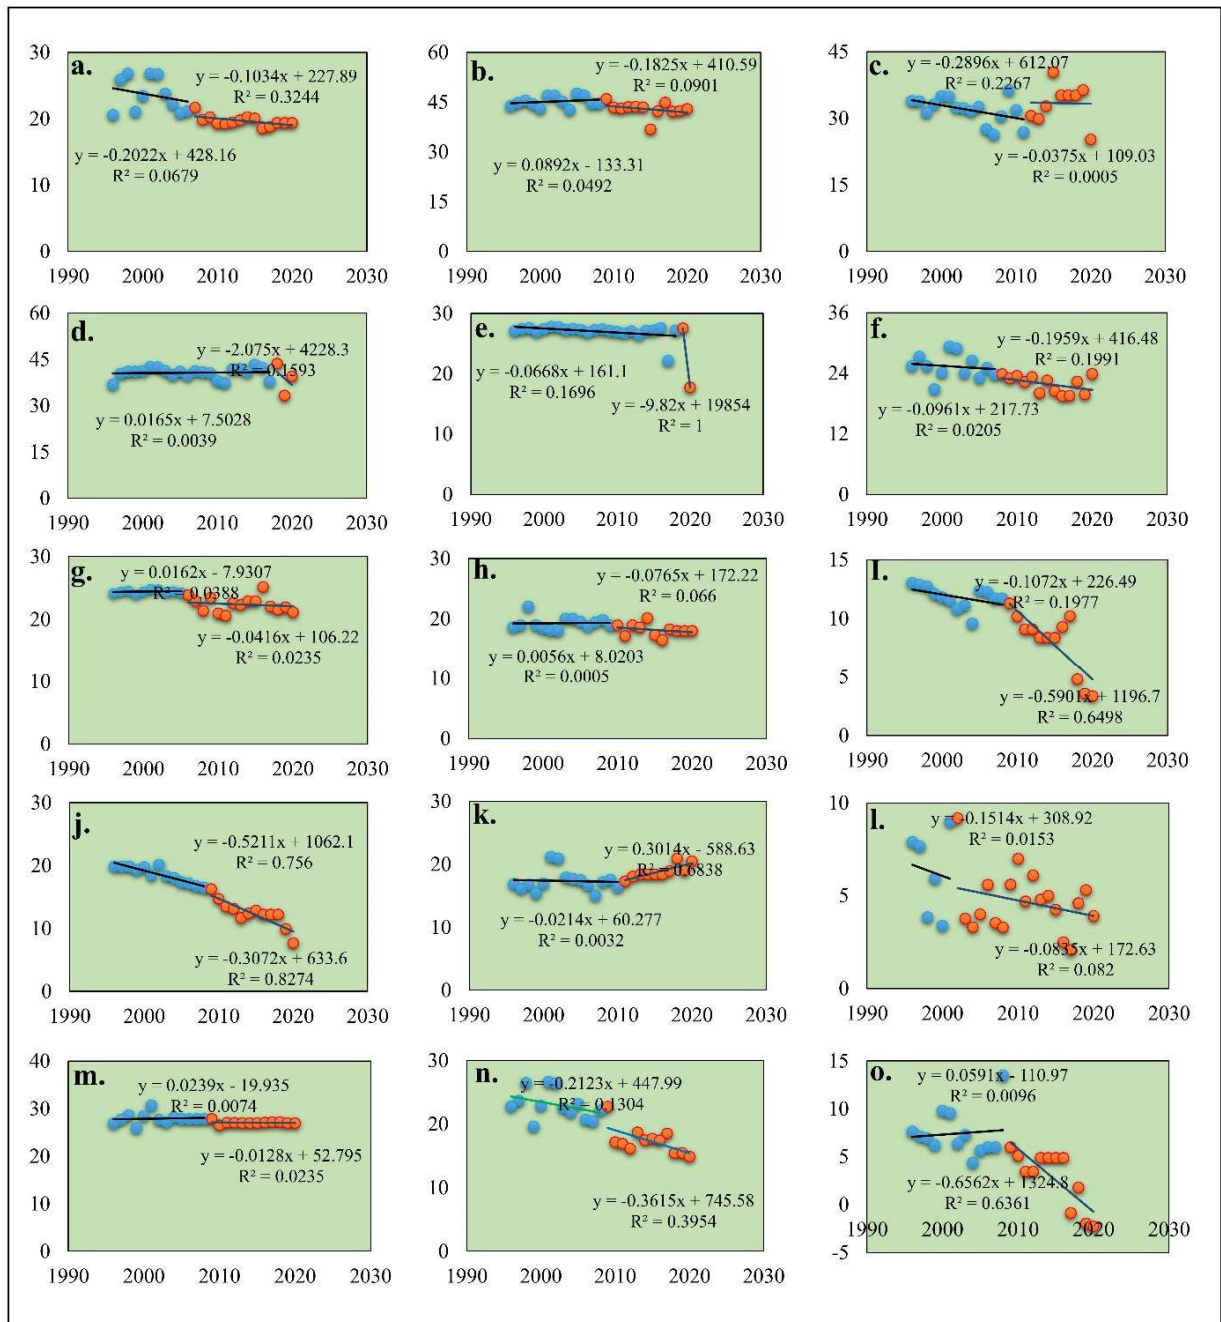 30
20
10
0
a.
y = -0.1034x + 227.89
R² = 0.3244
y = -0.2022x + 428.16
R² = 0.0679
1990 2000 2010 2020 2030
60
45
30
15
0
b.
y = -0.1825x + 410.59
R² = 0.0901
y = 0.0892x - 133.31
R² = 0.0492
1990 2000 2010 2020 2030
45
30
15
0
c.
y = -0.2896x + 612.07
R² = 0.2267
y = -0.0375x + 109.03
R² = 0.0005
1990 2000 2010 2020 2030
60
45
30
15
0
d.
y = -2.075x + 4228.3
R² = 0.1593
y = 0.0165x + 7.5028
R² = 0.0039
1990 2000 2010 2020 2030
30
20
10
0
e.
y = -0.0668x + 161.1
R² = 0.1696
y = -9.82x + 19854
R² = 1
1990 2000 2010 2020 2030
36
24
12
0
f.
y = -0.1959x + 416.48
R² = 0.1991
y = -0.0961x + 217.73
R² = 0.0205
1990 2000 2010 2020 2030
30
20
10
0
g.
y = 0.0162x - 7.9307
R² = 0.0388
y = -0.0416x + 106.22
R² = 0.0235
1990 2000 2010 2020 2030
30
20
10
0
h.
y = -0.0765x + 172.22
R² = 0.066
y = 0.0056x + 8.0203
R² = 0.0005
1990 2000 2010 2020 2030
15
10
5
0
I.
y = -0.1072x + 226.49
R² = 0.1977
y = -0.5901x + 1196.7
R² = 0.6498
1990 2000 2010 2020 2030
30
20
10
0
j.
y = -0.5211x + 1062.1
R² = 0.756
y = -0.3072x + 633.6
R² = 0.8274
1990 2000 2010 2020 2030
30
20
10
0
k.
y = 0.3014x - 588.63
R² = 0.6838
y = -0.0214x + 60.277
R² = 0.0032
1990 2000 2010 2020 2030
10
5
0
l.
y = -0.1514x + 308.92
R² = 0.0153
y = -0.0835x + 172.63
R² = 0.082
1990 2000 2010 2020 2030
40
30
20
10
0
m.
y = 0.0239x - 19.935
R² = 0.0074
y = -0.0128x + 52.795
R² = 0.0235
1990 2000 2010 2020 2030
30
20
10
0
n.
y = -0.2123x + 447.99
R² = 0.1304
y = -0.3615x + 745.58
R² = 0.3954
1990 2000 2010 2020 2030
15
10
5
0
-5
o.
y = 0.0591x - 110.97
R² = 0.0096
y = -0.6562x + 1324.8
R² = 0.6361
1990 2000 2010 2020 2030